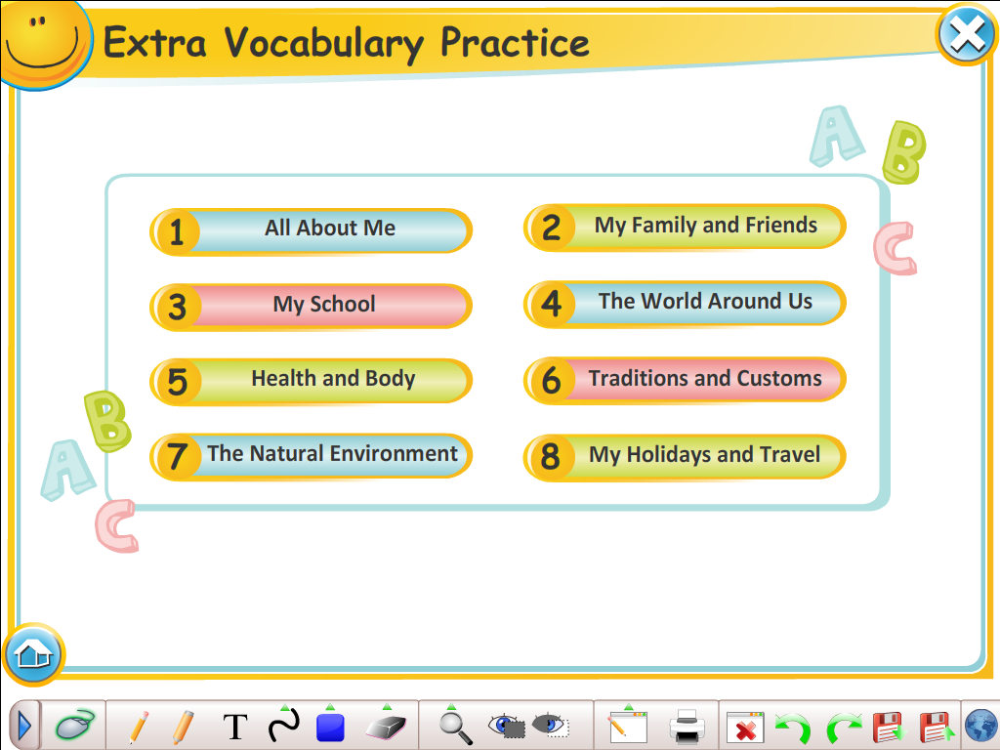 Extra Vocabulary Practice
A B
C
1 All About Me
2 My Family and Friends
3 My School
4 The World Around Us
5 Health and Body
6 Traditions and Customs
7 The Natural Environment
8 My Holidays and Travel
B
A
C
T